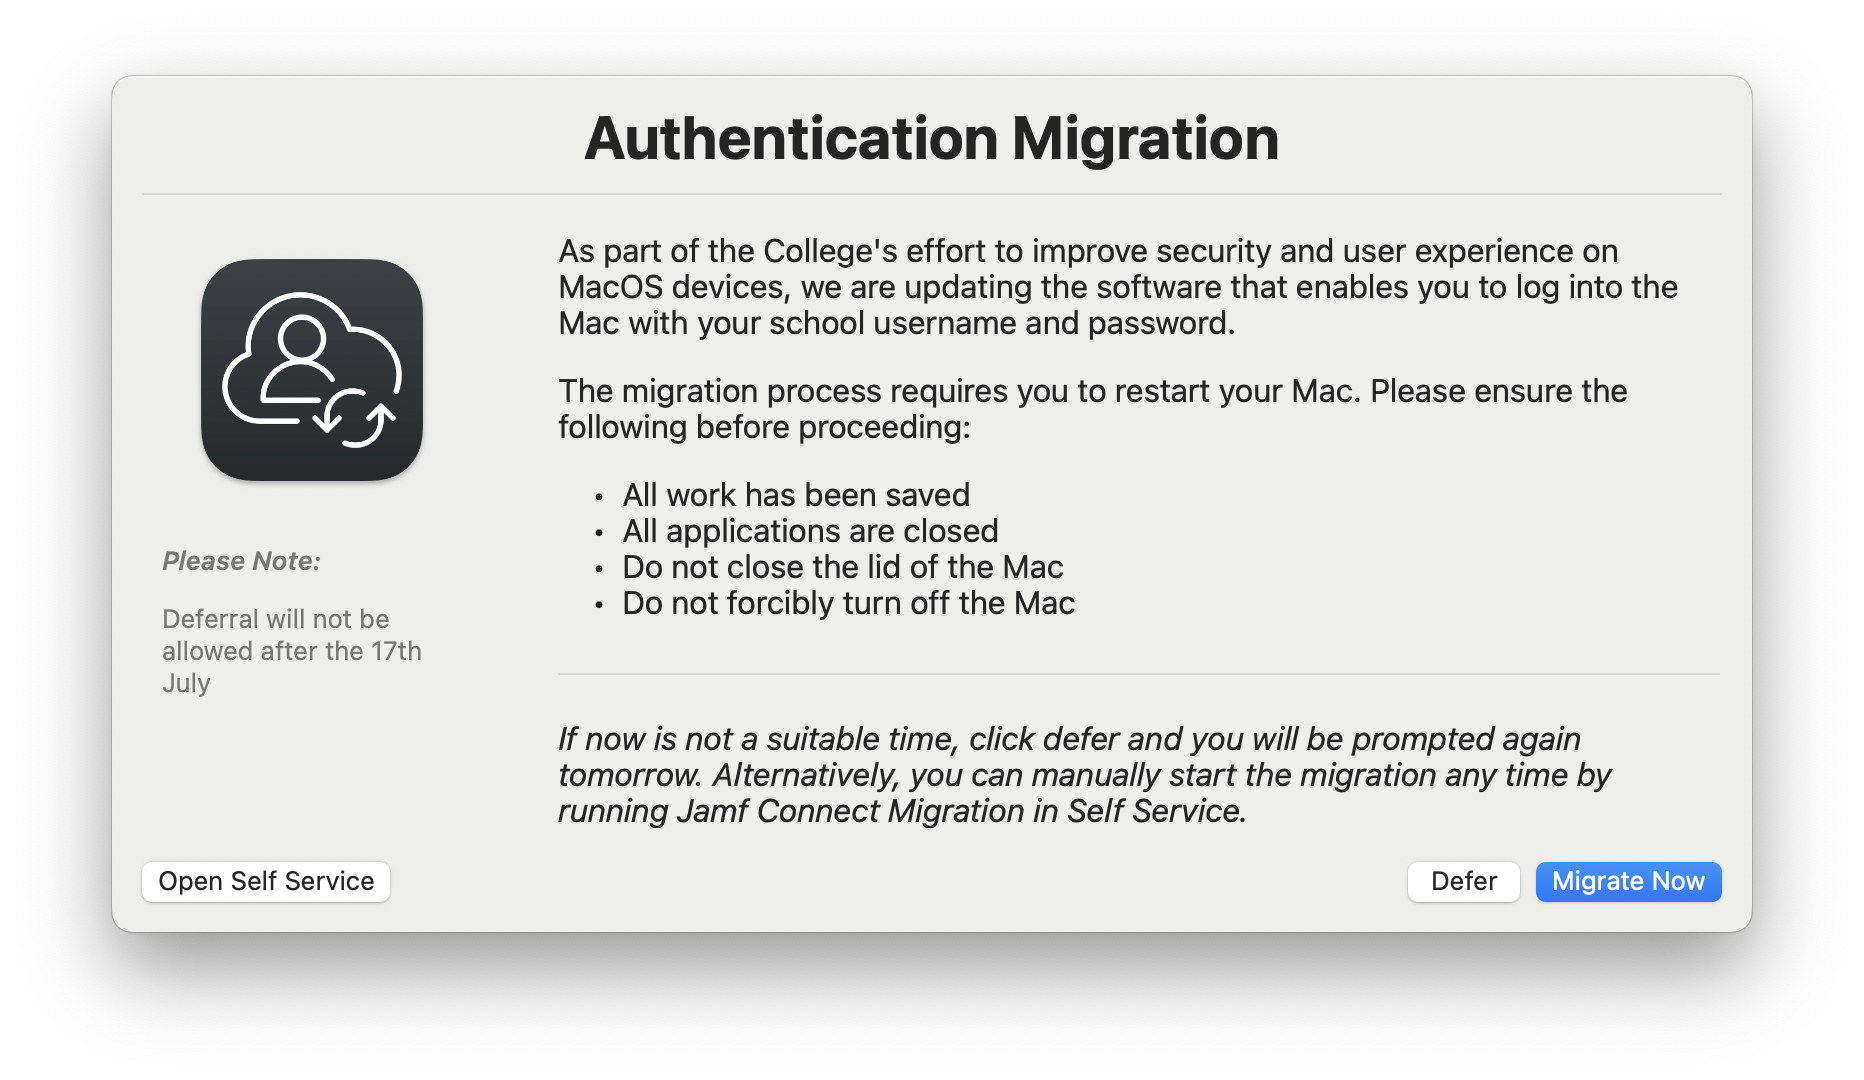 Authentication Migration
As part of the College's effort to improve security and user experience on
MacOS devices, we are updating the software that enables you to log into the
Mac with your school username and password.
The migration process requires you to restart your Mac. Please ensure the
following before proceeding:
• All work has been saved
• All applications are closed
• Do not close the lid of the Mac
• Do not forcibly turn off the Mac
Please Note:
Deferral will not be
allowed after the 17th
July
If now is not a suitable time, click defer and you will be prompted again
tomorrow. Alternatively, you can manually start the migration any time by
running Jamf Connect Migration in Self Service.
Open Self Service
Defer
Migrate Now